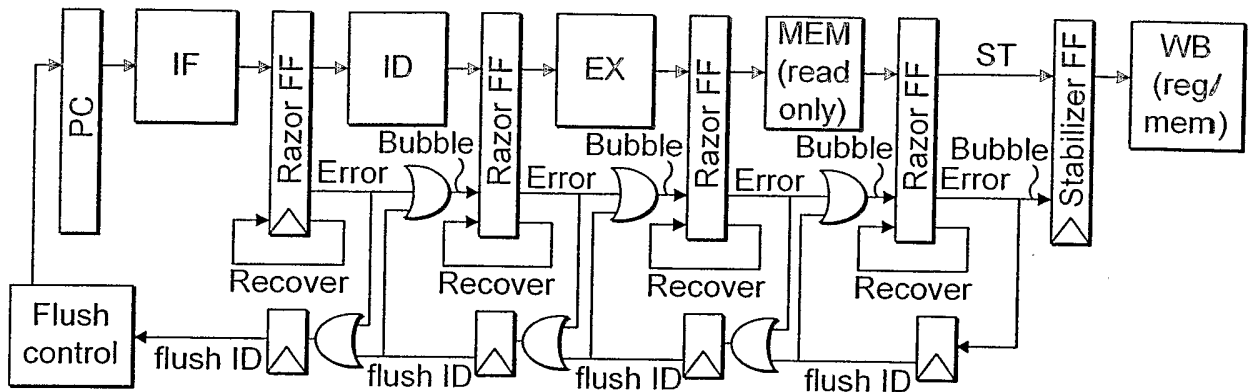 PC
IF
Razor FF
ID
Razor FF
EX
Razor FF
MEM
(read
only)
Razor FF
ST
Stabilizer FF
WB
(reg/
mem)
Error
Bubble
Error
Bubble
Error
Bubble
Bubble
Error
Recover
Recover
Recover
Recover
Flush
control
flush ID
flush ID
flush ID
flush ID